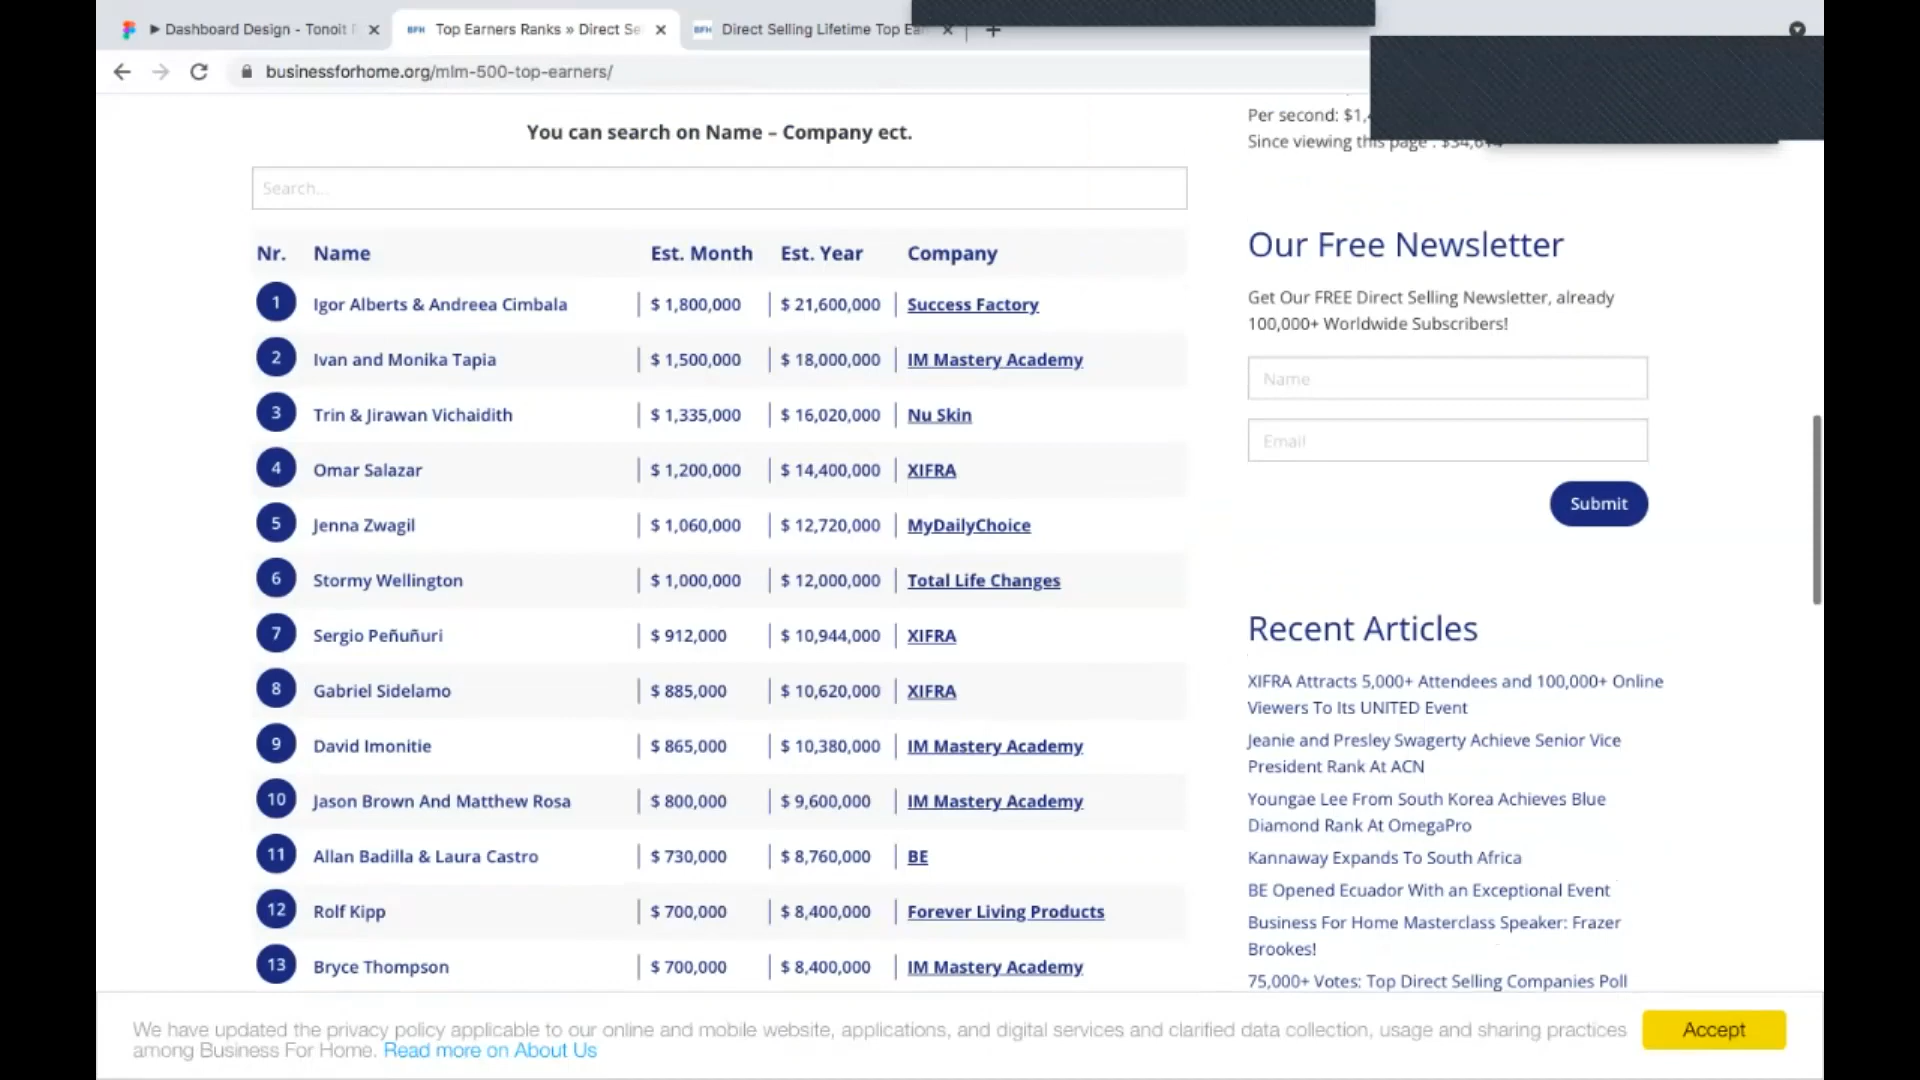 ▶ Dashboard Design - Tonoit
Top Earners Ranks » Direct Se
BFH Direct Selling Lifetime Top Ea
businessforhome.org/mlm-500-top-earners/
You can search on Name – Company ect.
Search...
Nr. Name Est. Month Est. Year Company
1 Igor Alberts & Andreea Cimbala $ 1,800,000 $ 21,600,000 Success Factory
2 Ivan and Monika Tapia $ 1,500,000 $ 18,000,000 IM Mastery Academy
3 Trin & Jirawan Vichaidith $ 1,335,000 $ 16,020,000 Nu Skin
4 Omar Salazar $ 1,200,000 $ 14,400,000 XIFRA
5 Jenna Zwagil $ 1,060,000 $ 12,720,000 MyDailyChoice
6 Stormy Wellington $ 1,000,000 $ 12,000,000 Total Life Changes
7 Sergio Peñuñuri $ 912,000 $ 10,944,000 XIFRA
8 Gabriel Sidelamo $ 885,000 $ 10,620,000 XIFRA
9 David Imonitie $ 865,000 $ 10,380,000 IM Mastery Academy
10 Jason Brown And Matthew Rosa $ 800,000 $ 9,600,000 IM Mastery Academy
11 Allan Badilla & Laura Castro $ 730,000 $ 8,760,000 BE
12 Rolf Kipp $ 700,000 $ 8,400,000 Forever Living Products
13 Bryce Thompson $ 700,000 $ 8,400,000 IM Mastery Academy
Per second: $1,
Since viewing this page :
Our Free Newsletter
Get Our FREE Direct Selling Newsletter, already
100,000+ Worldwide Subscribers!
Name
Email
Submit
Recent Articles
XIFRA Attracts 5,000+ Attendees and 100,000+ Online
Viewers To Its UNITED Event
Jeanie and Presley Swagerty Achieve Senior Vice
President Rank At ACN
Youngae Lee From South Korea Achieves Blue
Diamond Rank At OmegaPro
Kannaway Expands To South Africa
BE Opened Ecuador With an Exceptional Event
Business For Home Masterclass Speaker: Frazer
Brookes!
75,000+ Votes: Top Direct Selling Companies Poll
We have updated the privacy policy applicable to our online and mobile website, applications, and digital services and clarified data collection, usage and sharing practices
among Business For Home. Read more on About Us
Accept